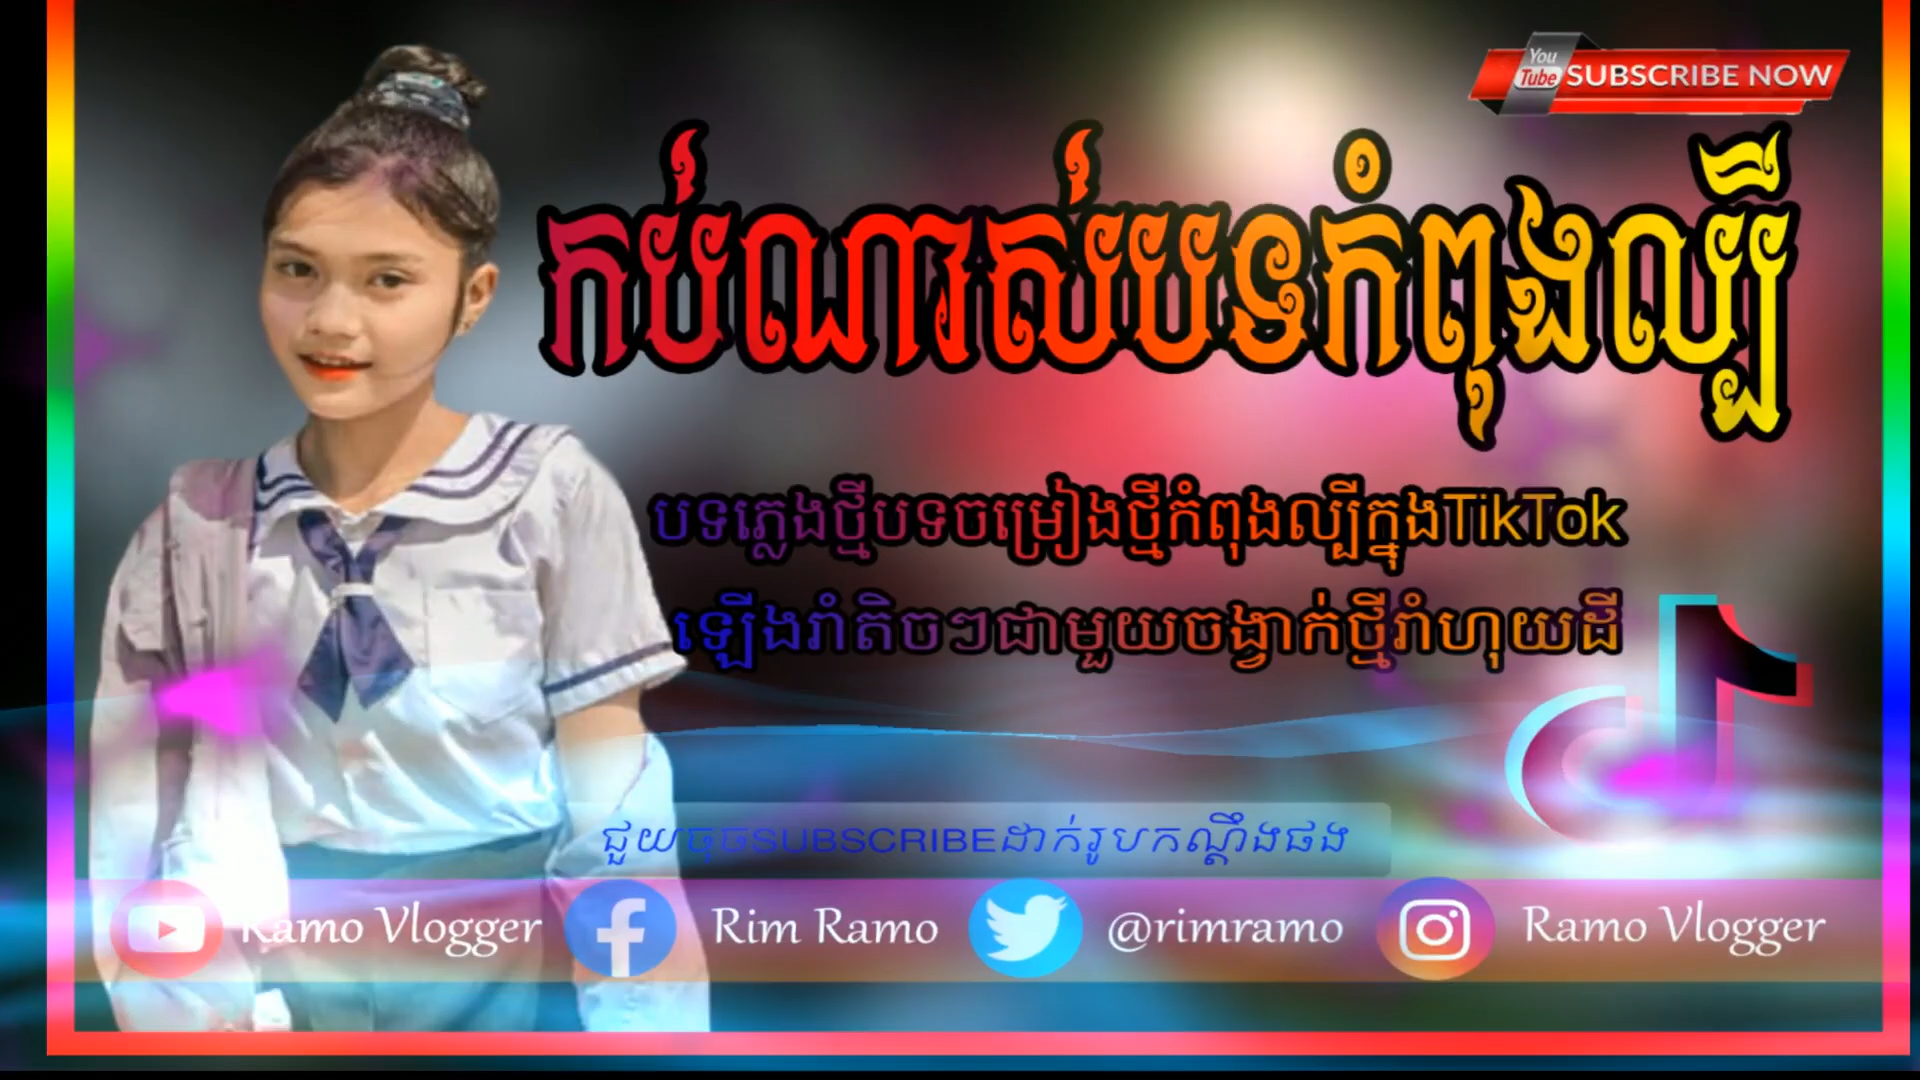 You Tube SUBSCRIBE NOW
កប់ណាស់បទកំពុងល្បី
បទភ្លេងថ្មីបទចម្រៀងថ្មីកំពុងល្បីក្នុងTikTok
ឡើងរាំតិចៗជាមួយចង្វាក់ថ្មីរាំហុយដី
ជួយចុចSUBSCRIBEដាក់រូបកណ្ដឹងផង
Ramo Vlogger Rim Ramo @rimramo Ramo Vlogger